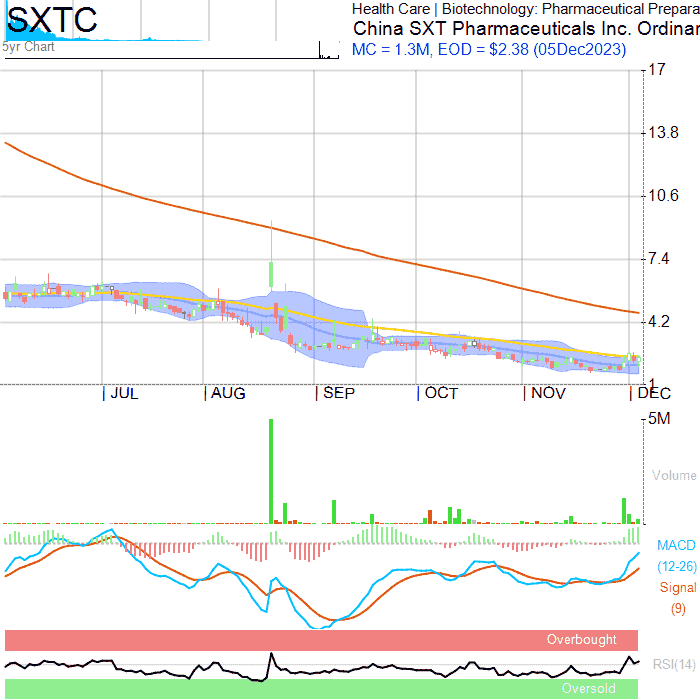 SXTC
Health Care | Biotechnology: Pharmaceutical Prepara
China SXT Pharmaceuticals Inc. Ordinar
MC = 1.3M, EOD = $2.38 (05Dec2023)
5yr Chart
17
13.8
10.6
7.4
4.2
1
JUL AUG SEP OCT NOV DEC
5M
Volume
MACD
(12-26)
Signal
(9)
Overbought
RSI(14)
Oversold